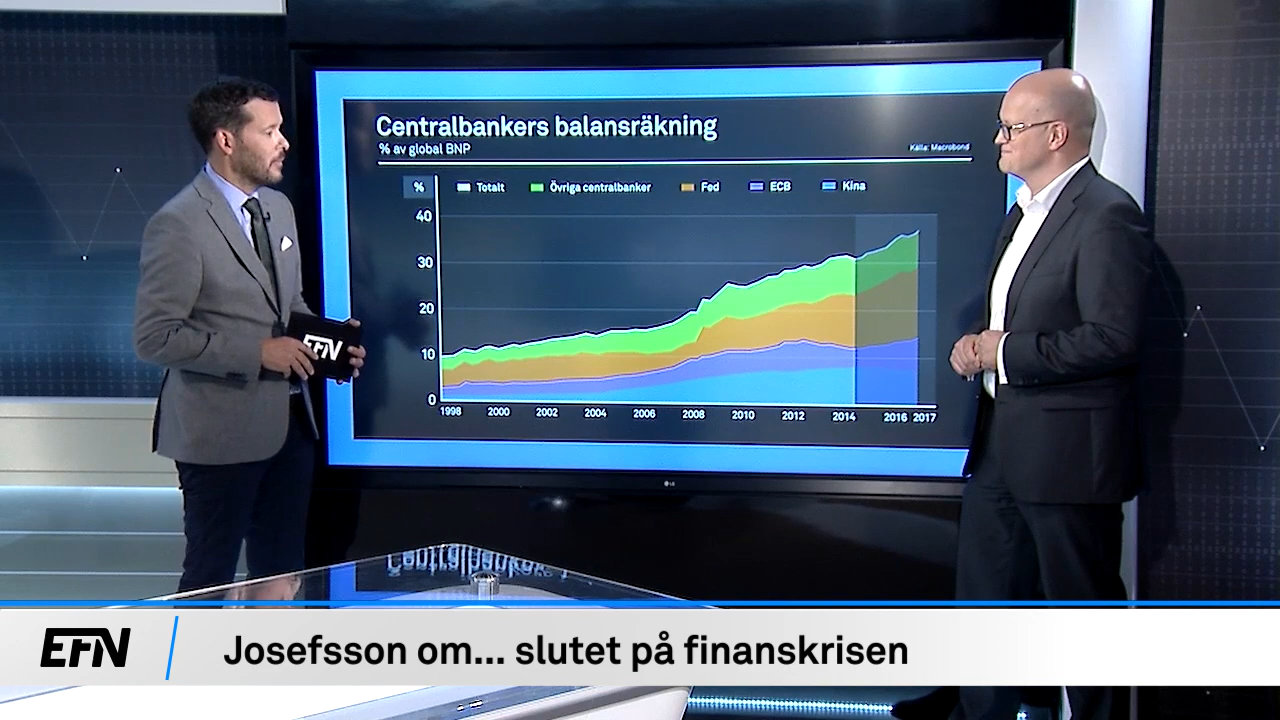 Centralbankers balansräkning
% av global BNP
Källa: Macrobond
% Totalt Övriga centralbanker Fed ECB Kina
40
30
20
10
0
1998 2000 2002 2004 2006 2008 2010 2012 2014 2016 2017
EFN
LG
Centralbankers
EFN
Josefsson om... slutet på finanskrisen